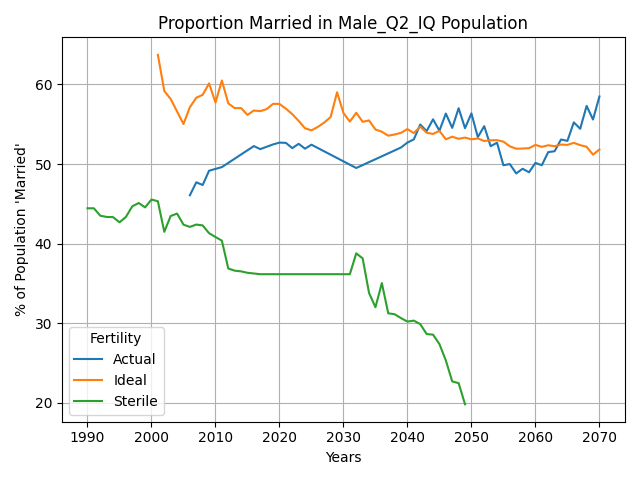 Proportion Married in Male_Q2_IQ Population
% of Population 'Married'
60
50
40
30
20
Fertility
Actual
Ideal
Sterile
1990 2000 2010 2020 2030 2040 2050 2060 2070
Years